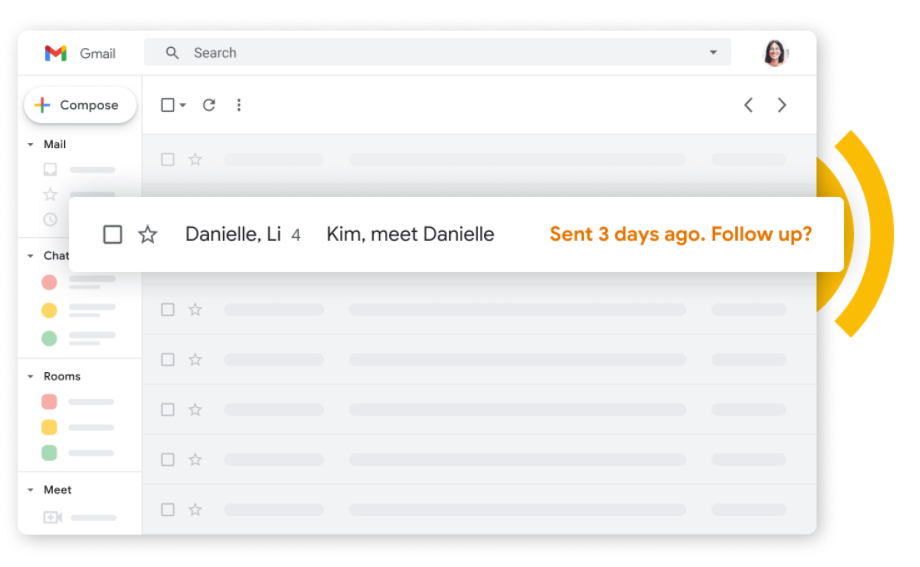 Gmail
Search
Compose
Mail
Danielle, Li 4 Kim, meet Danielle Sent 3 days ago. Follow up?
Chat
Rooms
Meet